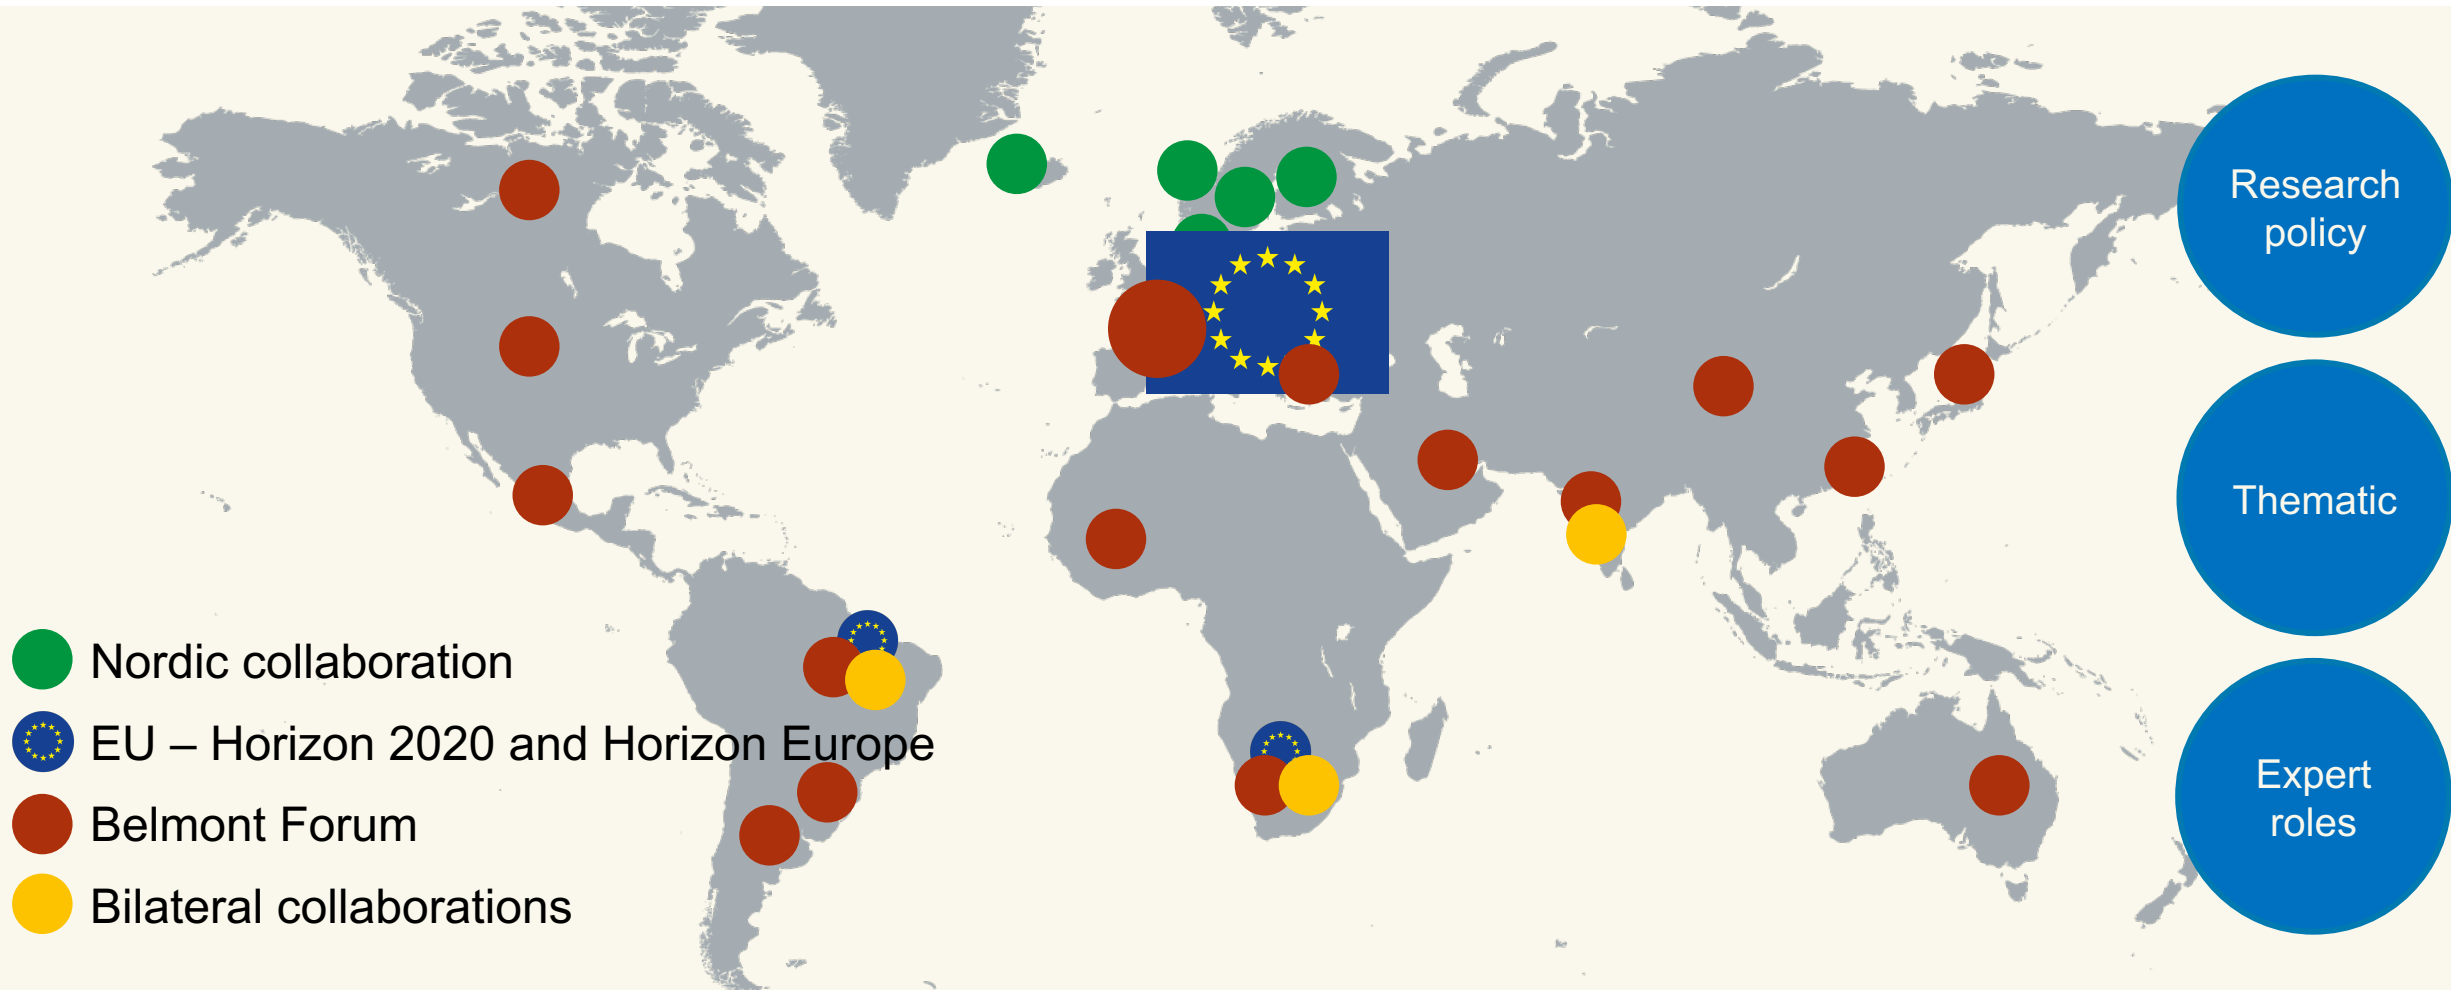 Nordic collaboration
EU – Horizon 2020 and Horizon Europe
Belmont Forum
Bilateral collaborations
Research
policy
Thematic
Expert
roles